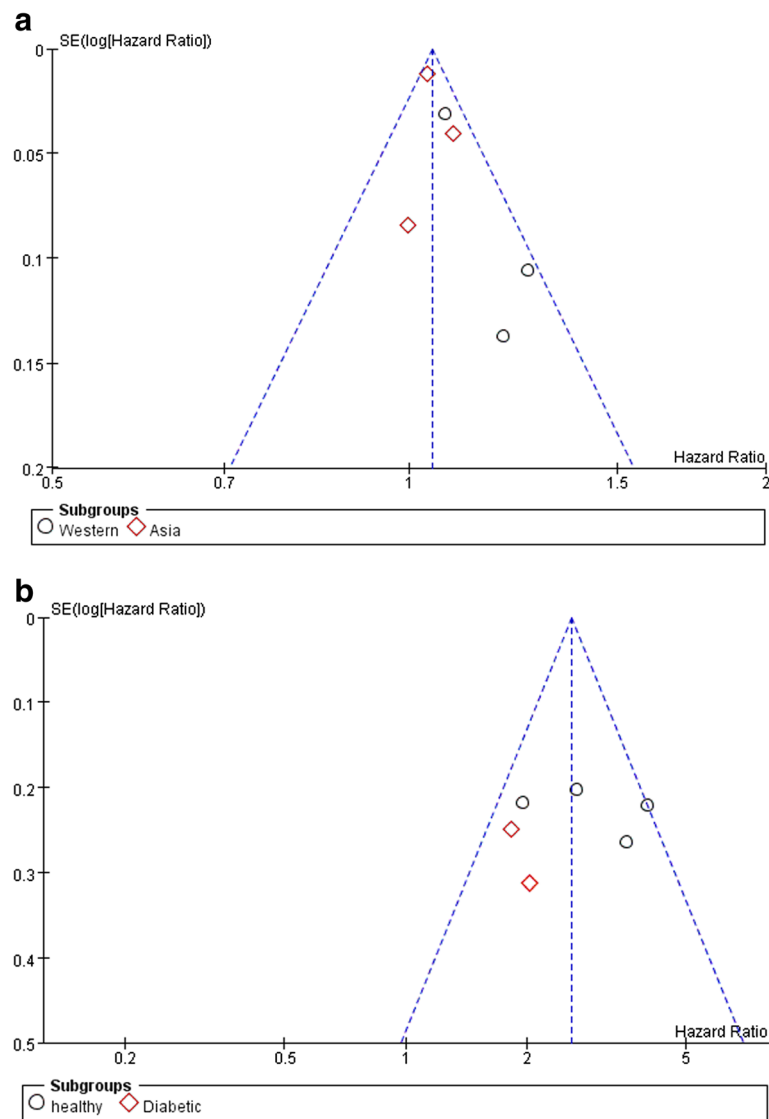 a
SE(log[Hazard Ratio])
0
0.05
0.1
0.15
0.2
Hazard Ratio
0.5 0.7 1 1.5 2
Subgroups
Western Asia
b
SE(log[Hazard Ratio])
0
0.1
0.2
0.3
0.4
0.5
Hazard Ratio
0.2 0.5 1 2 5
Subgroups
healthy Diabetic